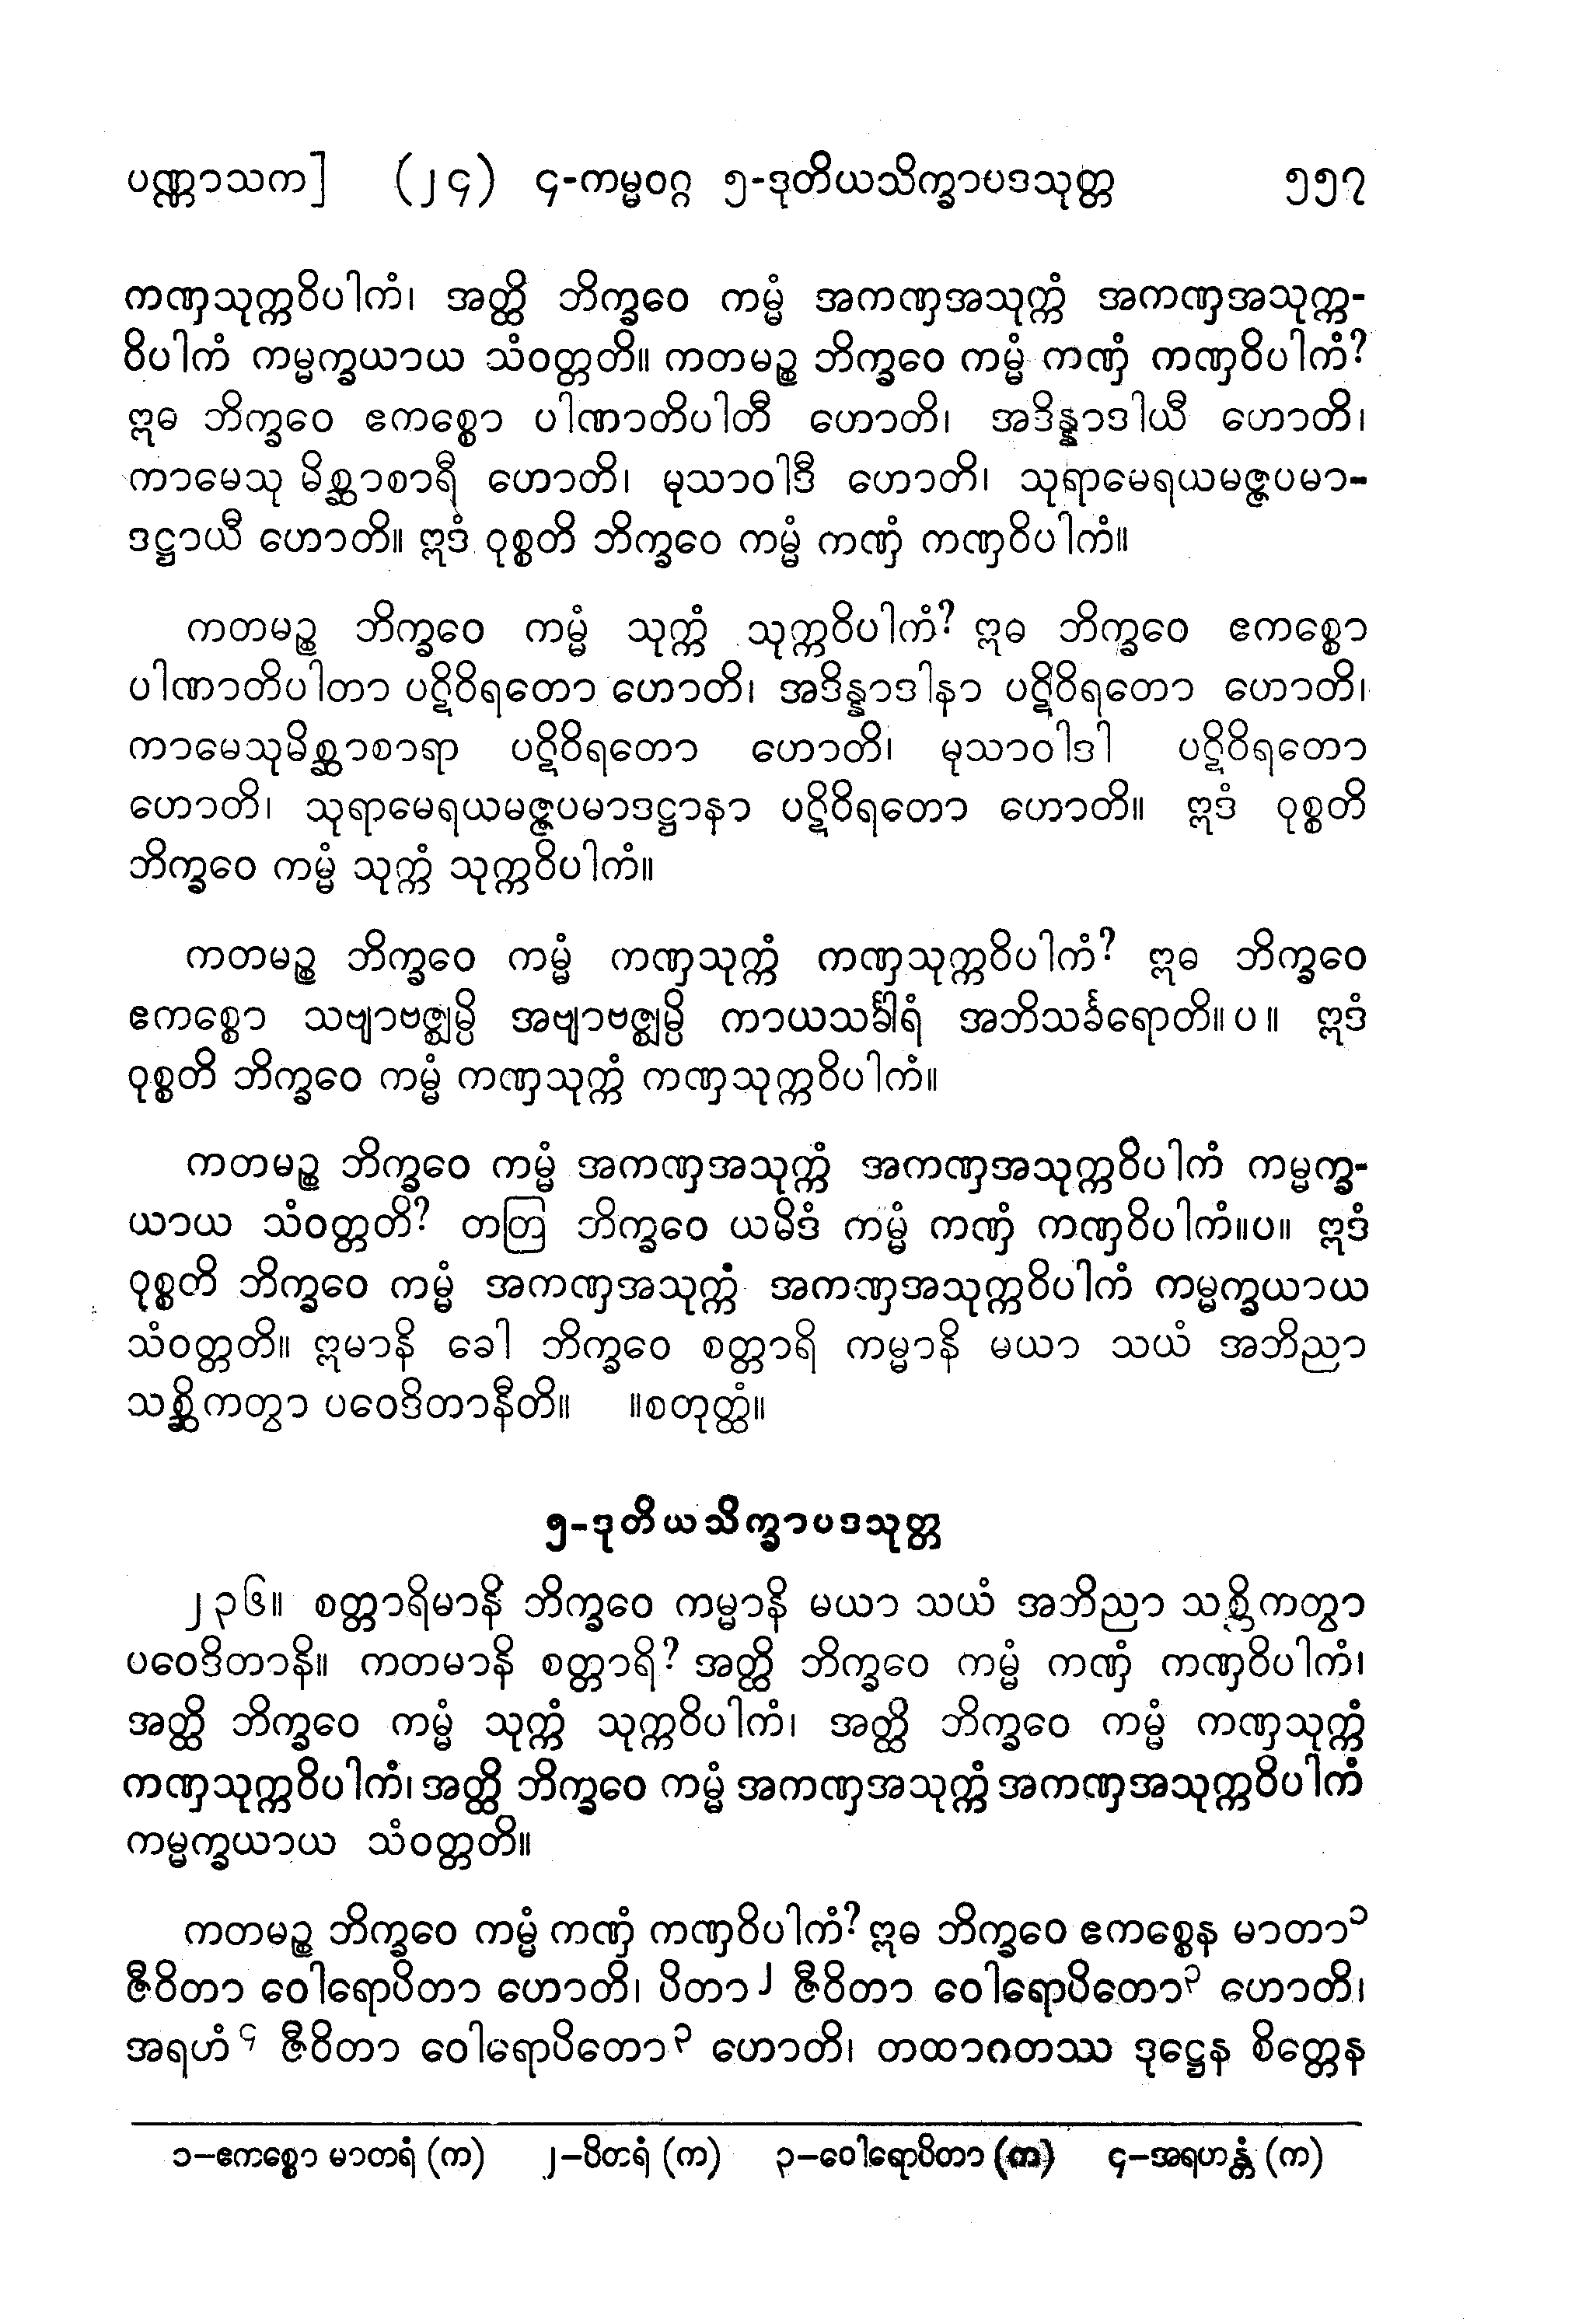 ပဏ္ဏာသက] (၂၄) ၄-ကမ္မဝဂ္ဂ ၅-ဒုတိယသိက္ခာပဒသုတ္တ ၅၅၇
ကဏှသုက္ကဝိပါကံ၊ အတ္ထိ ဘိက္ခဝေ ကမ္မံ အကဏှအသုက္ကံ အကဏှအသုက္က-
ဝိပါကံ ကမ္မက္ခယာယ သံဝတ္တတိ။ ကတမဉ္စ ဘိက္ခဝေ ကမ္မံ ကဏှံ ကဏှဝိပါကံ?
ဣဓ ဘိက္ခဝေ ဧကစ္စော ပါဏာတိပါတီ ဟောတိ၊ အဒိန္နာဒါယီ ဟောတိ၊
ကာမေသု မိစ္ဆာစာရီ ဟောတိ၊ မုသာဝါဒီ ဟောတိ၊ သုရာမေရယမဇ္ဇပမာ-
ဒဋ္ဌာယီ ဟောတိ။ ဣဒံ ဝုစ္စတိ ဘိက္ခဝေ ကမ္မံ ကဏှံ ကဏှဝိပါကံ။
ကတမဉ္စ ဘိက္ခဝေ ကမ္မံ သုက္ကံ သုက္ကဝိပါကံ? ဣဓ ဘိက္ခဝေ ဧကစ္စော
ပါဏာတိပါတာ ပဋိဝိရတော ဟောတိ၊ အဒိန္နာဒါနာ ပဋိဝိရတော ဟောတိ၊
ကာမေသုမိစ္ဆာစာရာ ပဋိဝိရတော ဟောတိ၊ မုသာဝါဒါ ပဋိဝိရတော
ဟောတိ၊ သုရာမေရယမဇ္ဇပမာဒဋ္ဌာနာ ပဋိဝိရတော ဟောတိ။ ဣဒံ ဝုစ္စတိ
ဘိက္ခဝေ ကမ္မံ သုက္ကံ သုက္ကဝိပါကံ။
ကတမဉ္စ ဘိက္ခဝေ ကမ္မံ ကဏှသုက္ကံ ကဏှသုက္ကဝိပါကံ? ဣဓ ဘိက္ခဝေ
ဧကစ္စော သဗျာဗဇ္ဈမ္ပိ အဗျာဗဇ္ဈမ္ပိ ကာယသင်္ခါရံ အဘိသင်္ခရောတိ။ပ။ ဣဒံ
ဝုစ္စတိ ဘိက္ခဝေ ကမ္မံ ကဏှသုက္ကံ ကဏှသုက္ကဝိပါကံ။
ကတမဉ္စ ဘိက္ခဝေ ကမ္မံ အကဏှအသုက္ကံ အကဏှအသုက္ကဝိပါကံ ကမ္မက္ခ-
ယာယ သံဝတ္တတိ? တတြ ဘိက္ခဝေ ယမိဒံ ကမ္မံ ကဏှံ ကဏှဝိပါကံ။ပ။ ဣဒံ
ဝုစ္စတိ ဘိက္ခဝေ ကမ္မံ အကဏှအသုက္ကံ အကဏှအသုက္ကဝိပါကံ ကမ္မက္ခယာယ
သံဝတ္တတိ။ ဣမာနိ ခေါ ဘိက္ခဝေ စတ္တာရိ ကမ္မာနိ မယာ သယံ အဘိညာ
သစ္ဆိကတွာ ပဝေဒိတာနီတိ။ ။စတုတ္ထံ။
၅-ဒုတိယသိက္ခာပဒသုတ္တ
၂၃၆။ စတ္တာရိမာနိ ဘိက္ခဝေ ကမ္မာနိ မယာ သယံ အဘိညာ သစ္ဆိကတွာ
ပဝေဒိတာနိ။ ကတမာနိ စတ္တာရိ? အတ္ထိ ဘိက္ခဝေ ကမ္မံ ကဏှံ ကဏှဝိပါကံ၊
အတ္ထိ ဘိက္ခဝေ ကမ္မံ သုက္ကံ သုက္ကဝိပါကံ၊ အတ္ထိ ဘိက္ခဝေ ကမ္မံ ကဏှသုက္ကံ
ကဏှသုက္ကဝိပါကံ၊ အတ္ထိ ဘိက္ခဝေ ကမ္မံ အကဏှအသုက္ကံ အကဏှအသုက္ကဝိပါကံ
ကမ္မက္ခယာယ သံဝတ္တတိ။
ကတမဉ္စ ဘိက္ခဝေ ကမ္မံ ကဏှံ ကဏှဝိပါကံ? ဣဓ ဘိက္ခဝေ ဧကစ္စေန မာတာ၁
ဇီဝိတာ ဝေါရောပိတာ ဟောတိ၊ ပိတာ၂ ဇီဝိတာ ဝေါရောပိတော၃ ဟောတိ၊
အရဟံ၄ ဇီဝိတာ ဝေါရောပိတော၃ ဟောတိ၊ တထာဂတဿ ဒုဋ္ဌေန စိတ္တေန
၁–ဧကစ္စော မာတရံ (က) ၂–ပိတရံ (က) ၃–ဝေါရောပိတာ (က) ၄–အရဟန္တံ (က)